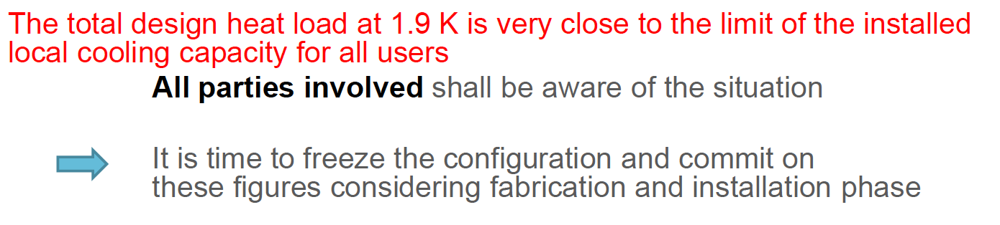 The total design heat load at 1.9 K is very close to the limit of the installed
local cooling capacity for all users
All parties involved shall be aware of the situation
It is time to freeze the configuration and commit on
these figures considering fabrication and installation phase